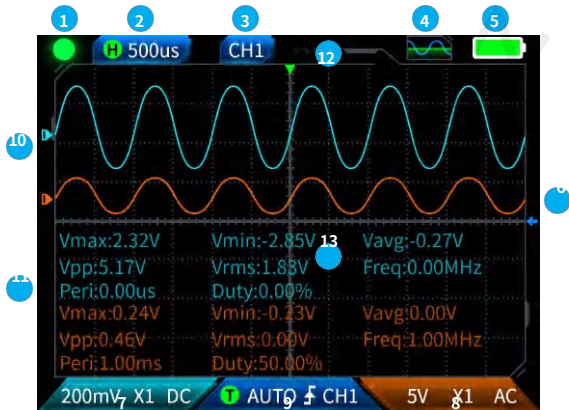 1 2 3 4 5
H 500us CH1
12
10
6
Vmax:2.32V Vmin:-2.85V 13 Vavg:-0.27V
Vpp:5.17V Vrms:1.83V Freq:0.00MHz
11
Peri:0.00us Duty:0.00%
Vmax:0.24V Vmin:-0.23V Vavg:0.00V
Vpp:0.46V Vrms:0.00V Freq:1.00MHz
Peri:1.00ms Duty:50.00%
200mV 7 X1 DC T AUTO 9 CH1 5V 8 X1 AC